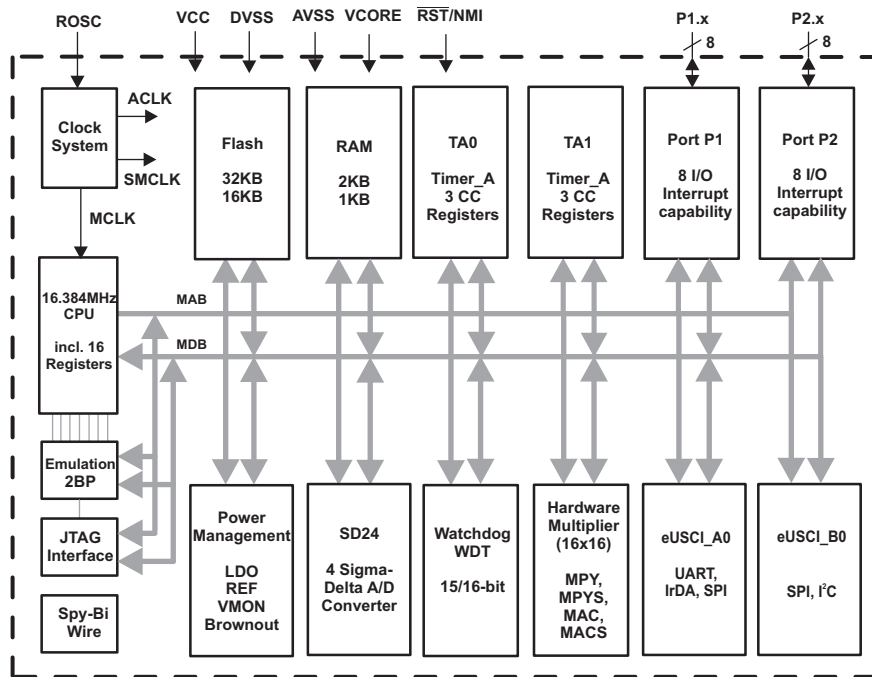 ROSC
VCC
DVSS
AVSS
VCORE
RST/NMI
P1.x
8
P2.x
8
Clock
System
ACLK
SMCLK
MCLK
Flash
32KB
16KB
RAM
2KB
1KB
TA0
Timer_A
3 CC
Registers
TA1
Timer_A
3 CC
Registers
Port P1
8 I/O
Interrupt
capability
Port P2
8 I/O
Interrupt
capability
16.384MHz
CPU
incl. 16
Registers
MAB
MDB
Emulation
2BP
JTAG
Interface
Spy-Bi
Wire
Power
Management
LDO
REF
VMON
Brownout
SD24
4 Sigma-
Delta A/D
Converter
Watchdog
WDT
15/16-bit
Hardware
Multiplier
(16x16)
MPY,
MPYS,
MAC,
MACS
eUSCI_A0
UART,
IrDA, SPI
eUSCI_B0
SPI, I²C